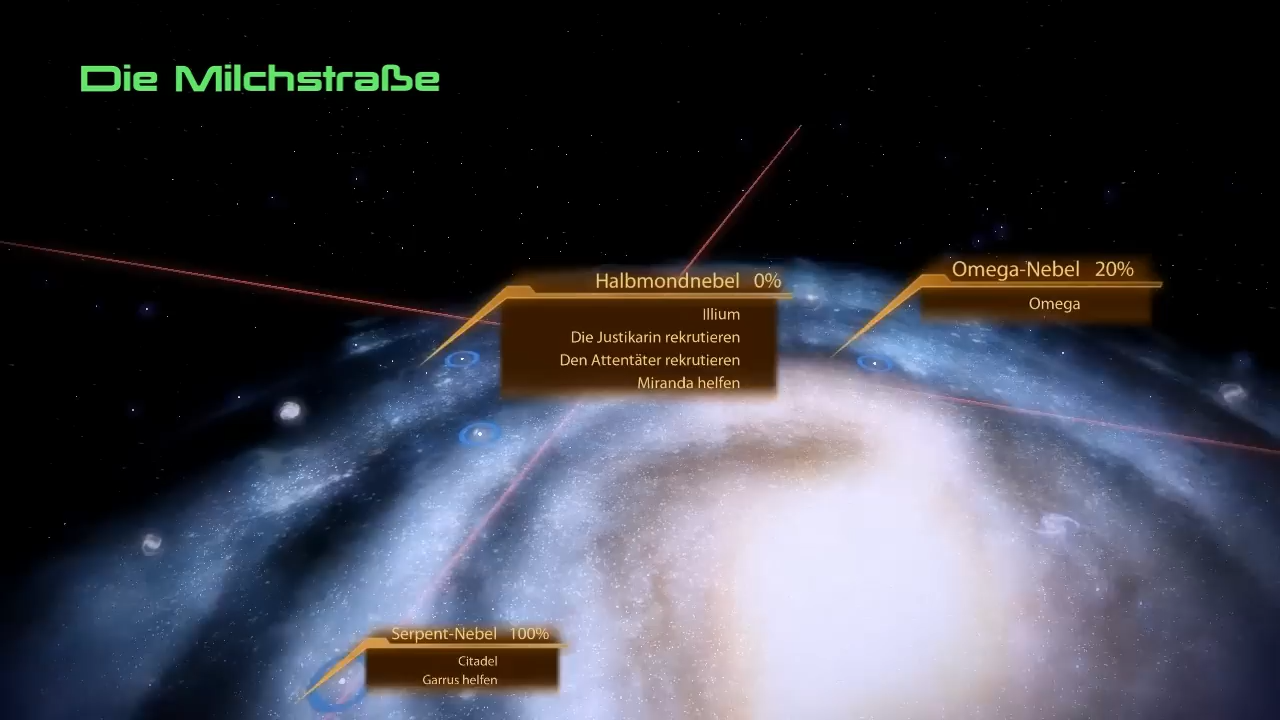 Die Milchstraße
Halbmondnebel 0%
Illium
Die Justikarin rekrutieren
Den Attentäter rekrutieren
Miranda helfen
Omega-Nebel 20%
Omega
Serpent-Nebel 100%
Citadel
Garrus helfen